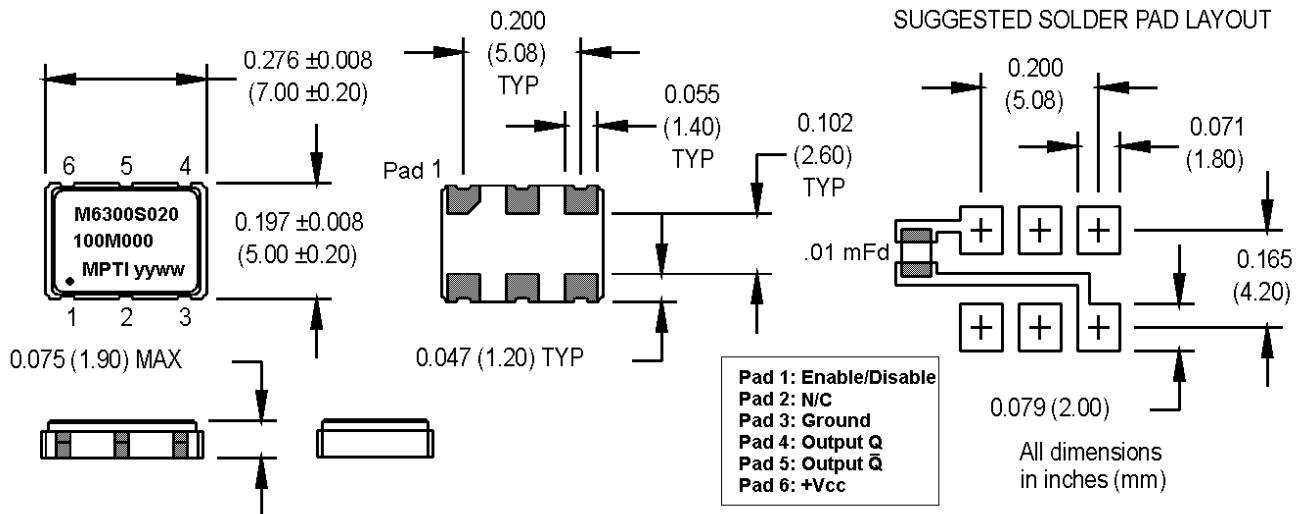 SUGGESTED SOLDER PAD LAYOUT
0.276 ±0.008
(7.00 ±0.20)
6 5 4
M6300S020
100M000
MPTI yyww
1 2 3
0.197 ±0.008
(5.00 ±0.20)
0.075 (1.90) MAX
0.200
(5.08)
TYP
0.055
(1.40)
TYP
0.102
(2.60)
TYP
Pad 1
0.047 (1.20) TYP
0.200
(5.08)
0.071
(1.80)
.01 mFd
0.165
(4.20)
0.079 (2.00)
Pad 1: Enable/Disable
Pad 2: N/C
Pad 3: Ground
Pad 4: Output Q
Pad 5: Output Q̅
Pad 6: +Vcc
All dimensions
in inches (mm)